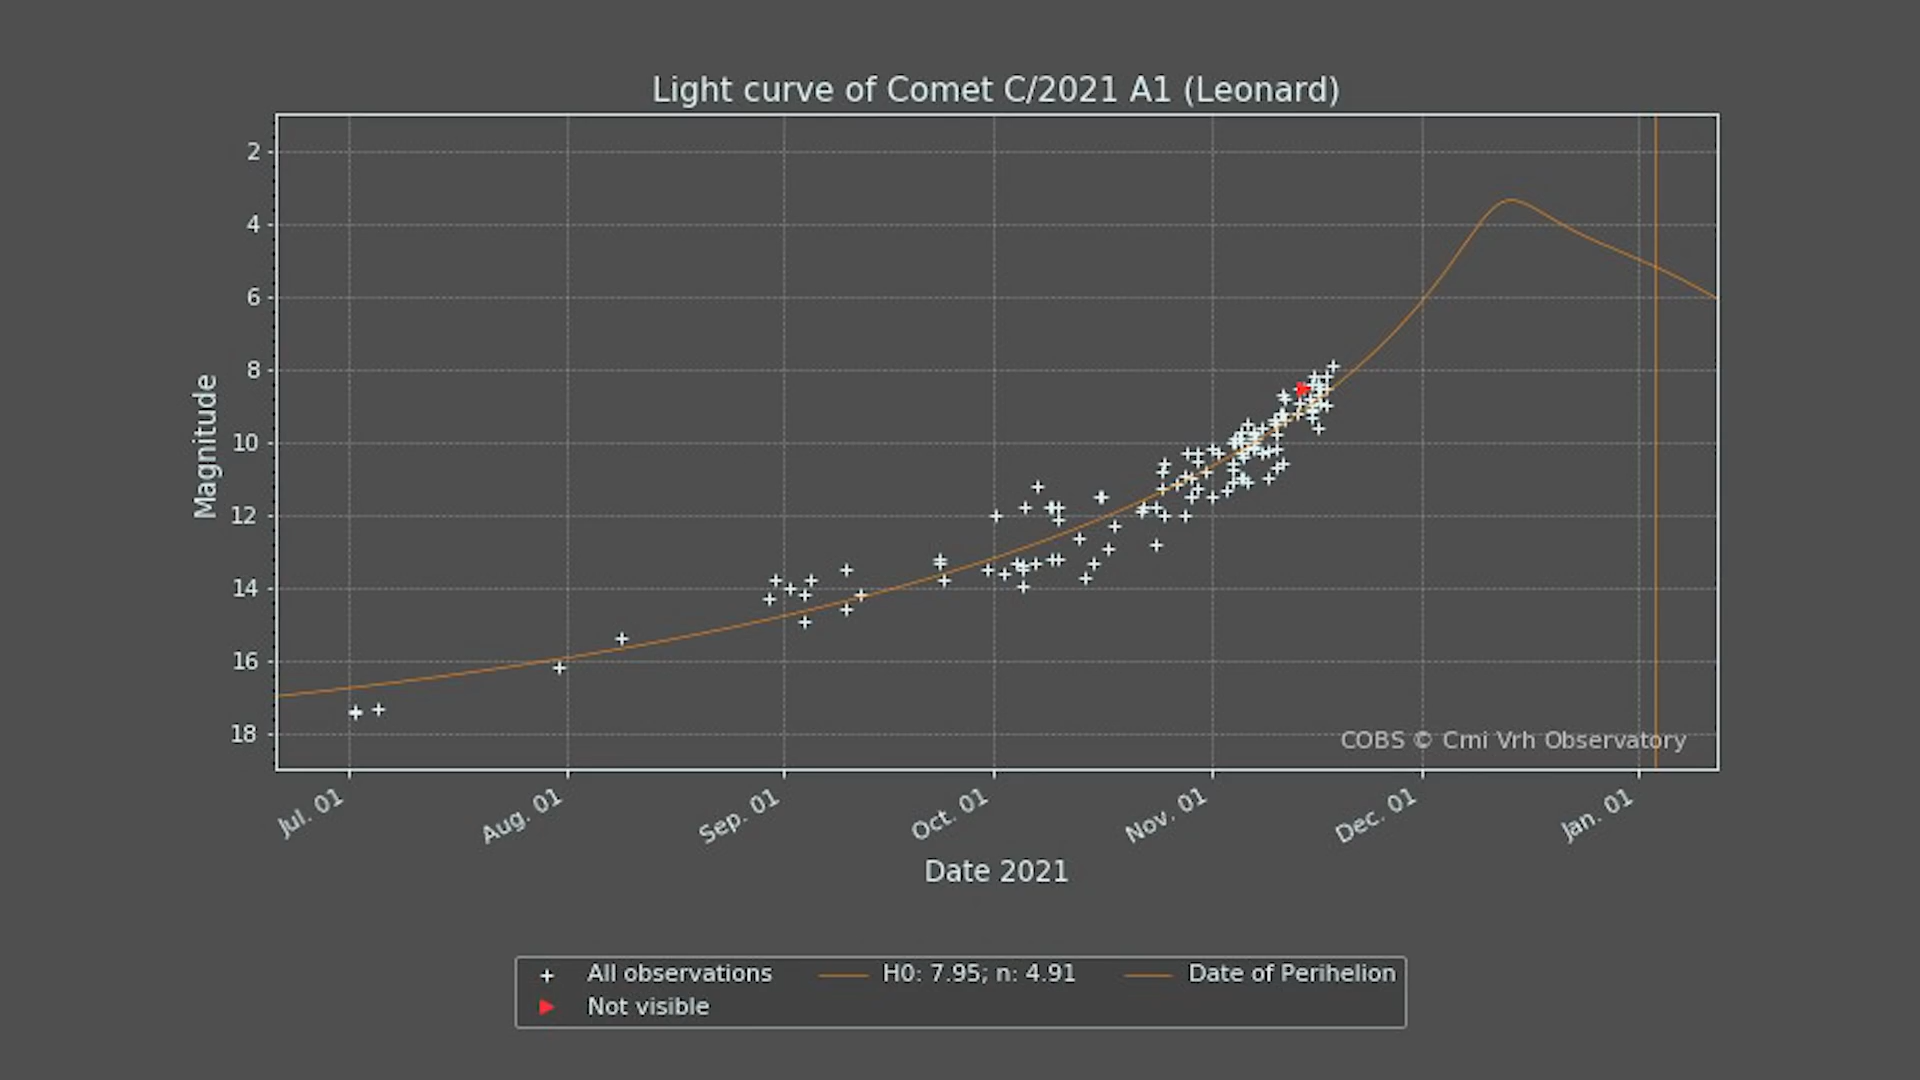 Light curve of Comet C/2021 A1 (Leonard)
2
4
6
8
10
12
14
16
18
Magnitude
COBS © Crni Vrh Observatory
Jul. 01
Aug. 01
Sep. 01
Oct. 01
Nov. 01
Dec. 01
Jan. 01
Date 2021
All observations
H0: 7.95; n: 4.91
Date of Perihelion
Not visible